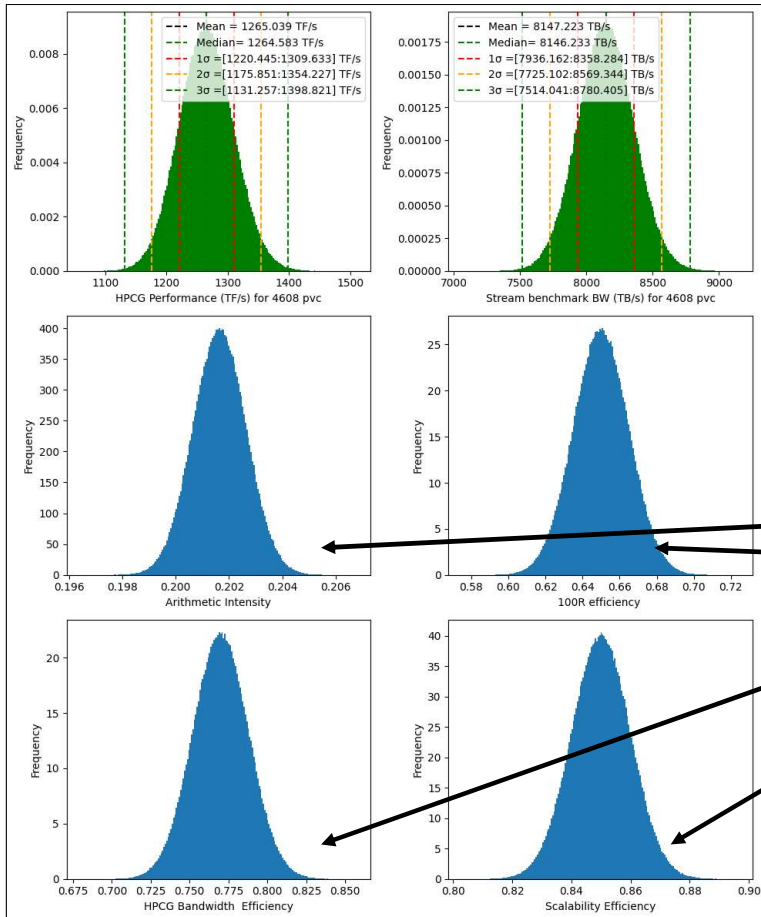 Mean = 1265.039 TF/s
Median= 1264.583 TF/s
1σ =[1220.445:1309.633] TF/s
2σ =[1175.851:1354.227] TF/s
3σ =[1131.257:1398.821] TF/s
Frequency
0.008
0.006
0.004
0.002
0.000
1100 1200 1300 1400 1500
HPCG Performance (TF/s) for 4608 pvc
Mean = 8147.223 TB/s
Median= 8146.233 TB/s
1σ =[7936.162:8358.284] TB/s
2σ =[7725.102:8569.344] TB/s
3σ =[7514.041:8780.405] TB/s
Frequency
0.00175
0.00150
0.00125
0.00100
0.00075
0.00050
0.00025
0.00000
7000 7500 8000 8500 9000
Stream benchmark BW (TB/s) for 4608 pvc
Frequency
400
350
300
250
200
150
100
50
0
0.196 0.198 0.200 0.202 0.204 0.206
Arithmetic Intensity
Frequency
25
20
15
10
5
0
0.58 0.60 0.62 0.64 0.66 0.68 0.70 0.72
100R efficiency
Frequency
20
15
10
5
0
0.675 0.700 0.725 0.750 0.775 0.800 0.825 0.850
HPCG Bandwidth  Efficiency
Frequency
40
35
30
25
20
15
10
5
0
0.80 0.82 0.84 0.86 0.88 0.90
Scalability Efficiency